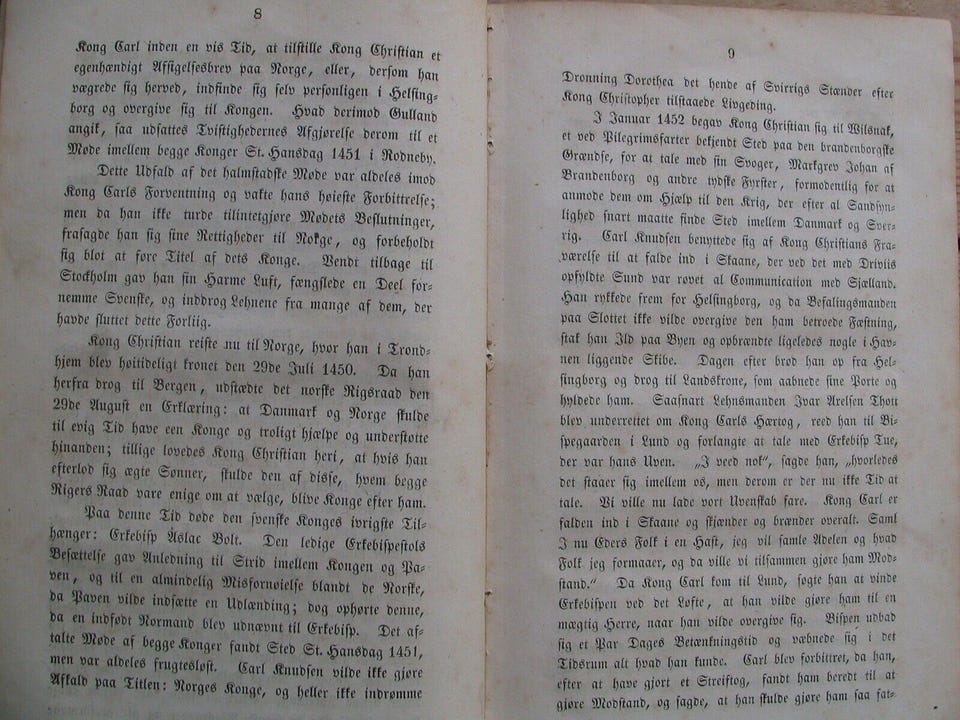 8
Kong Carl inden en vis Tid, at tilstille Kong Christian et
egenhændigt Afsigelsesbrev paa Norge, eller, dersom han
vægrede sig herved, indfinde sig selv personligen i Helsing-
borg og overgive sig til Kongen. Hvad derimod Gulland
angik, saa udsattes Tvistighedernes Afgjørelse derom til et
Møde imellem begge Konger St. Hansdag 1451 i Rodneby.
Dette Udfald af det halmstadske Møde var aldeles imod
Kong Carls Forventning og vakte hans høieste Forbittrelse;
men da han ikke turde tilintetgjøre Mødets Beslutninger,
frasagde han sig sine Rettigheder til Nokge, og forbeholdt
sig blot at føre Titel af dets Konge. Vendt tilbage til
Stockholm gav han sin Harme Luft, fængslede en Deel for-
nemme Svenske, og inddrog Lehnene fra mange af dem, der
havde sluttet dette Forliig.
Kong Christian reiste nu til Norge, hvor han i Trond-
hjem blev høitideligt kronet den 29de Juli 1450. Da han
herfra drog til Bergen, udstædte det norske Rigsraad den
29de August en Erklæring: at Danmark og Norge skulde
til evig Tid have een Konge og troligt hjælpe og understøtte
hinanden; tillige lovedes Kong Christian heri, at hvis han
efterlod sig ægte Sønner, skulde den af disse, hvem begge
Rigers Raad vare enige om at vælge, blive Konge efter ham.
Paa denne Tid døde den svenske Konges ivrigste Til-
hænger: Erkebisp Aslac Bolt. Den ledige Erkebispestols
Besættelse gav Anledning til Strid imellem Kongen og Pa-
ven, og til en almindelig Misfornøielse blandt de Norske,
da Paven vilde indsætte en Udlænding; dog ophørte denne,
da en indfødt Normand blev udnævnt til Erkebisp. Det af-
talte Møde af begge Konger fandt Sted St. Hansdag 1451,
men var aldeles frugtesløst. Carl Knudsen vilde ikke gjøre
Afkald paa Titlen: Norges Konge, og heller ikke indrømme
9
Dronning Dorothea det hende af Svirrigs Stænder efter
Kong Christopher tilstaaede Livgeding.
I Januar 1452 begav Kong Christian sig til Wilsnak,
et ved Pilegrimsfarter bekjendt Sted paa den brandenborgske
Grændse, for at tale med sin Svoger, Markgrev Johan af
Brandenborg og andre tydske Fyrster, formodenilig for at
anmode dem om Hjælp til den Krig, der efter al Sandsyn-
lighed snart maatte finde Sted imellem Danmark og Sver-
rig. Carl Knudsen benyttede sig af Kong Christians Fra-
værelse til at falde ind i Skaane, der ved det med Driviis
opfyldte Sund var røvet al Communication med Sjælland.
Han rykkede frem for Helsingborg, og da Befalingsmanden
paa Slottet ikke vilde overgive den ham betroede Fæstning,
stak han Ild paa Byen og opbrændte ligeledes nogle i Hav-
nen liggende Skibe. Dagen efter brød han op fra Hel-
singborg og drog til Landskrone, som aabnede sine Porte og
hyldede ham. Saasnart Lehnsmanden Ivar Axelsen Thott
blev underrettet om Kong Carls Hærtog, reed han til Bi-
spegaarden i Lund og forlangte at tale med Erkebisp Tue,
der var hans Uven. „I veed nok“, sagde han, „hvorledes
det staaer sig imellem os, men derom er der nu ikke Tid at
tale. Vi ville nu lade vort Uvenskab fare. Kong Carl er
falden ind i Skaane og skjænder og brænder overalt. Saml
I nu Eders Folk i en Hast, jeg vil samle Adelen og hvad
Folk jeg formaaer, og da ville vi tilsammen gjøre ham Mod-
stand.“ Da Kong Carl kom til Lund, søgte han at vinde
Erkebispen ved det Løfte, at han vilde gjøre ham til en
mægtig Herre, naar han vilde overgive sig. Bispen udbad
sig et Par Dages Betænkningstid og væbnede sig i det
Tidsrum alt hvad han kunde. Carl blev forbittret, da han,
efter at have gjort et Streiftog, fandt ham beredt til at
gjøre Modstand, og sagde, at han skulde gjøre ham saa fat-